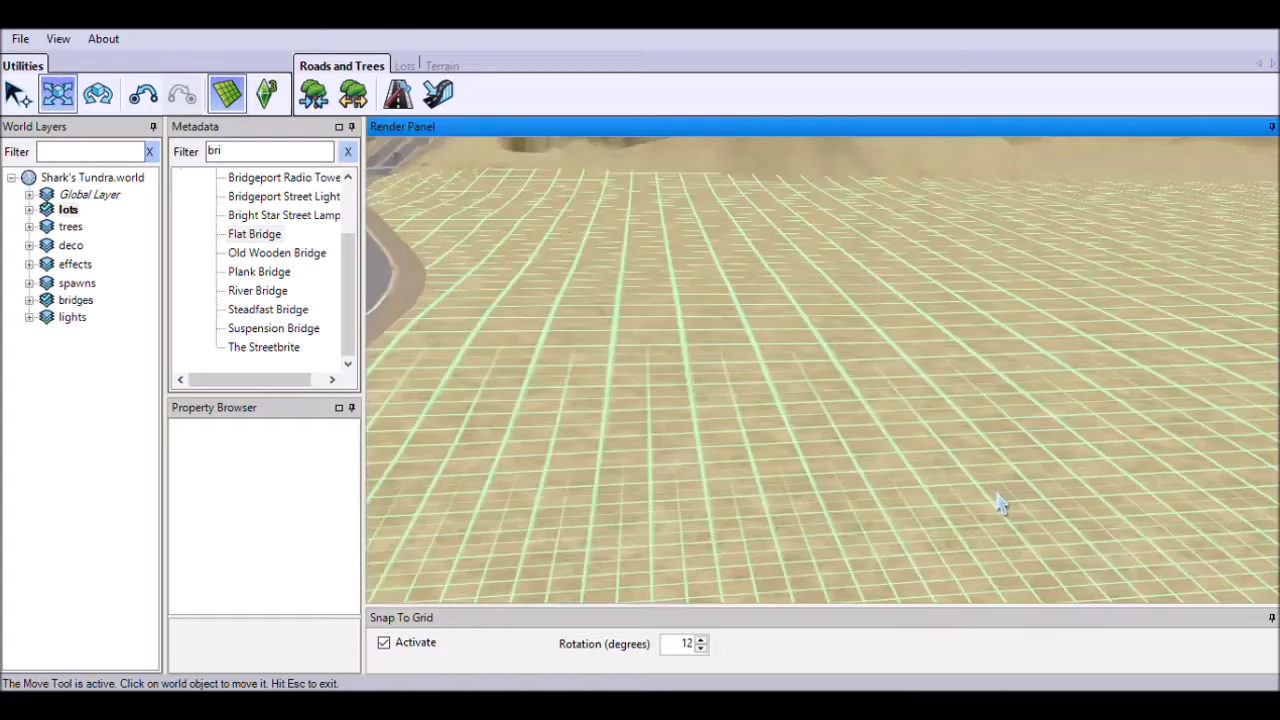 File View About
Utilities
Roads and Trees Lots Terrain
World Layers
Filter X
Shark's Tundra.world
Global Layer
lots
trees
deco
effects
spawns
bridges
lights
Metadata
Filter bri X
Bridgeport Radio Towe
Bridgeport Street Light
Bright Star Street Lamp
Flat Bridge
Old Wooden Bridge
Plank Bridge
River Bridge
Steadfast Bridge
Suspension Bridge
The Streetbrite
Property Browser
Render Panel
Snap To Grid
Activate Rotation (degrees) 12
The Move Tool is active. Click on world object to move it. Hit Esc to exit.